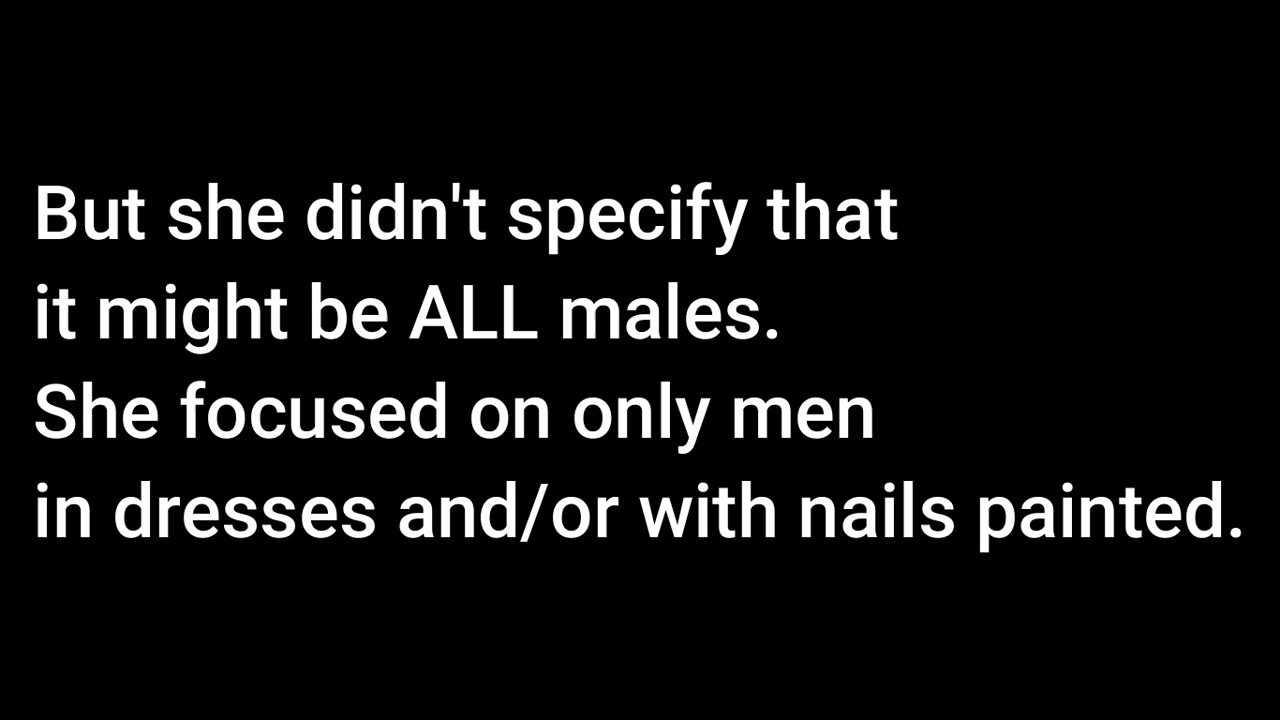 But she didn't specify that
it might be ALL males.
She focused on only men
in dresses and/or with nails painted.